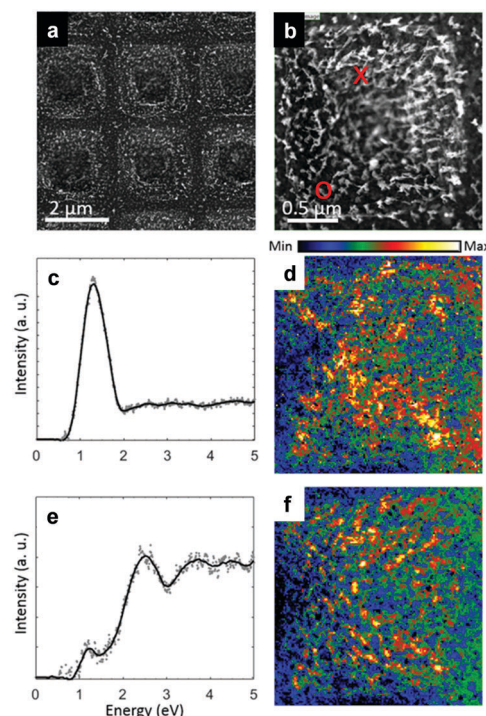 a
b
X
O
2 µm
0.5 µm
Min
Max
c
d
Intensity (a. u.)
0 1 2 3 4 5
e
f
Intensity (a. u.)
0 1 2 3 4 5
Energy (eV)